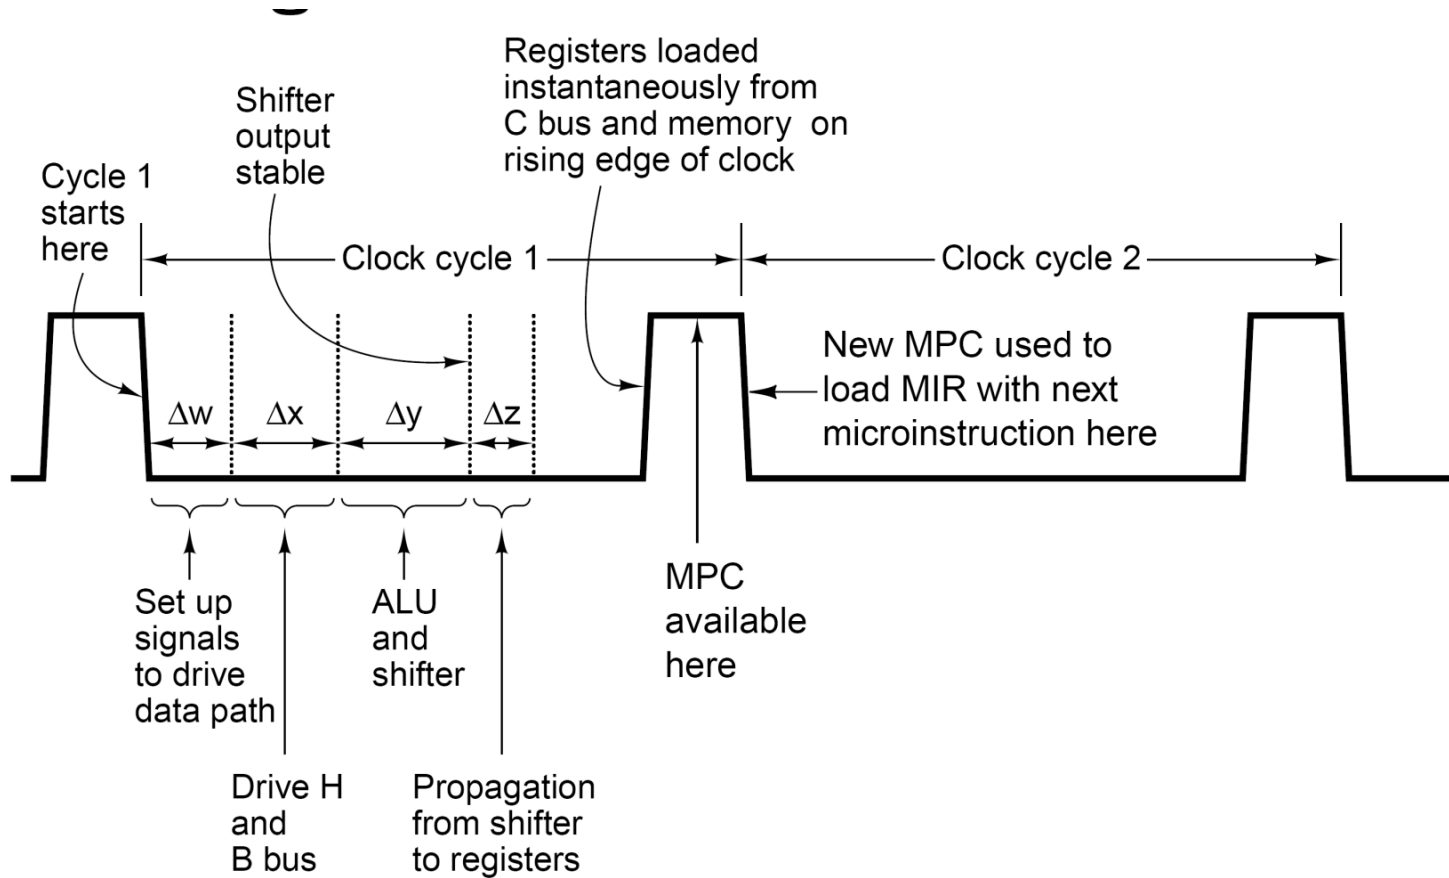 Registers loaded
instantaneously from
C bus and memory on
rising edge of clock
Shifter
output
stable
Cycle 1
starts
here
Clock cycle 1
Clock cycle 2
New MPC used to
load MIR with next
microinstruction here
Δw
Δx
Δy
Δz
MPC
available
here
Set up
signals
to drive
data path
ALU
and
shifter
Drive H
and
B bus
Propagation
from shifter
to registers